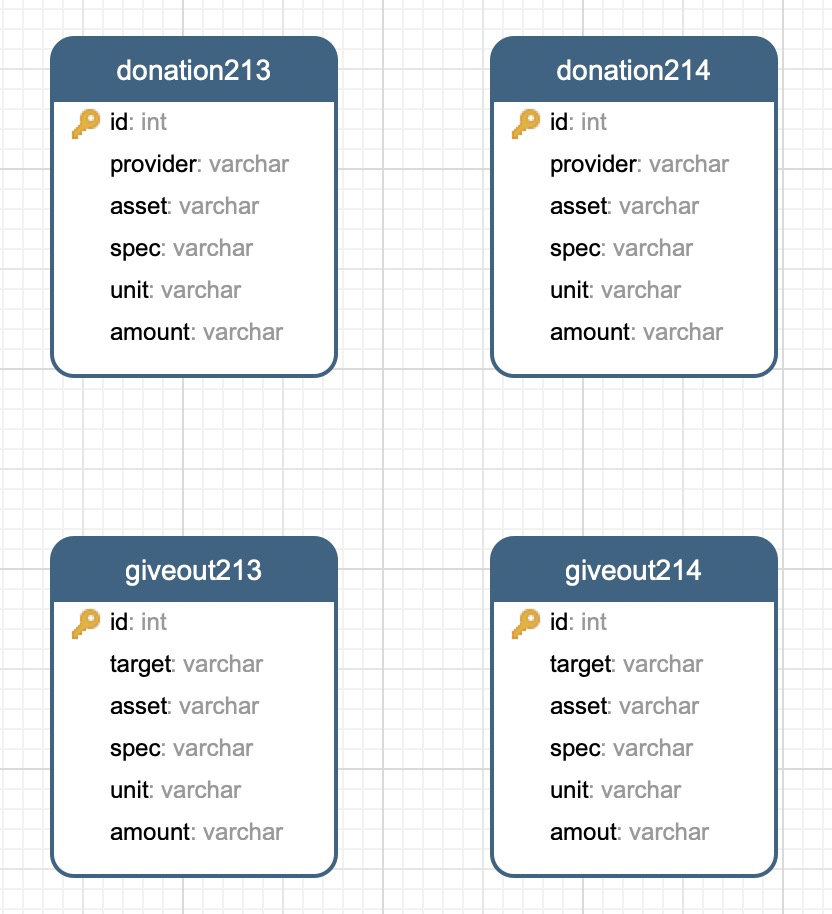 donation213
id: int
provider: varchar
asset: varchar
spec: varchar
unit: varchar
amount: varchar
donation214
id: int
provider: varchar
asset: varchar
spec: varchar
unit: varchar
amount: varchar
giveout213
id: int
target: varchar
asset: varchar
spec: varchar
unit: varchar
amount: varchar
giveout214
id: int
target: varchar
asset: varchar
spec: varchar
unit: varchar
amout: varchar